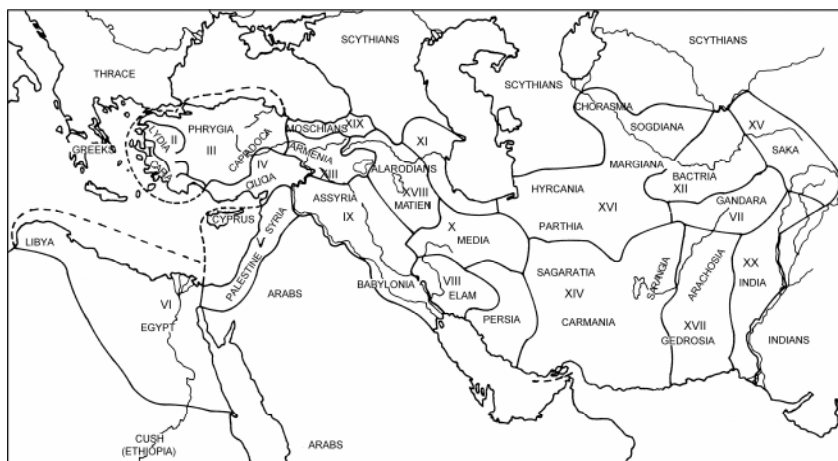 SCYTHIANS
SCYTHIANS
THRACE
SCYTHIANS
CHORASMIA
SOGDIANA
XV
SAKA
GREEKS
II
LYDIA
II
CARIA
PHRYGIA
III
CAPPADOCA
MOSCHIANS
XIX
XI
ARMENIA
XIII
ALARODIANS
XVIII
MATIEN
IV
CILICIA
MARGIANA
BACTRIA
XII
HYRCANIA
XVI
PARTHIA
GANDARA
VII
ASSYRIA
IX
CYPRUS
V
SYRIA
PALESTINE
X
MEDIA
LIBYA
VI
EGYPT
ARABS
BABYLONIA
VIII
ELAM
PERSIA
SAGARATIA
XIV
CARMANIA
SARANGIA
ARACHOSIA
XVII
GEDROSIA
XX
INDIA
INDIANS
CUSH
(ETHIOPIA)
ARABS